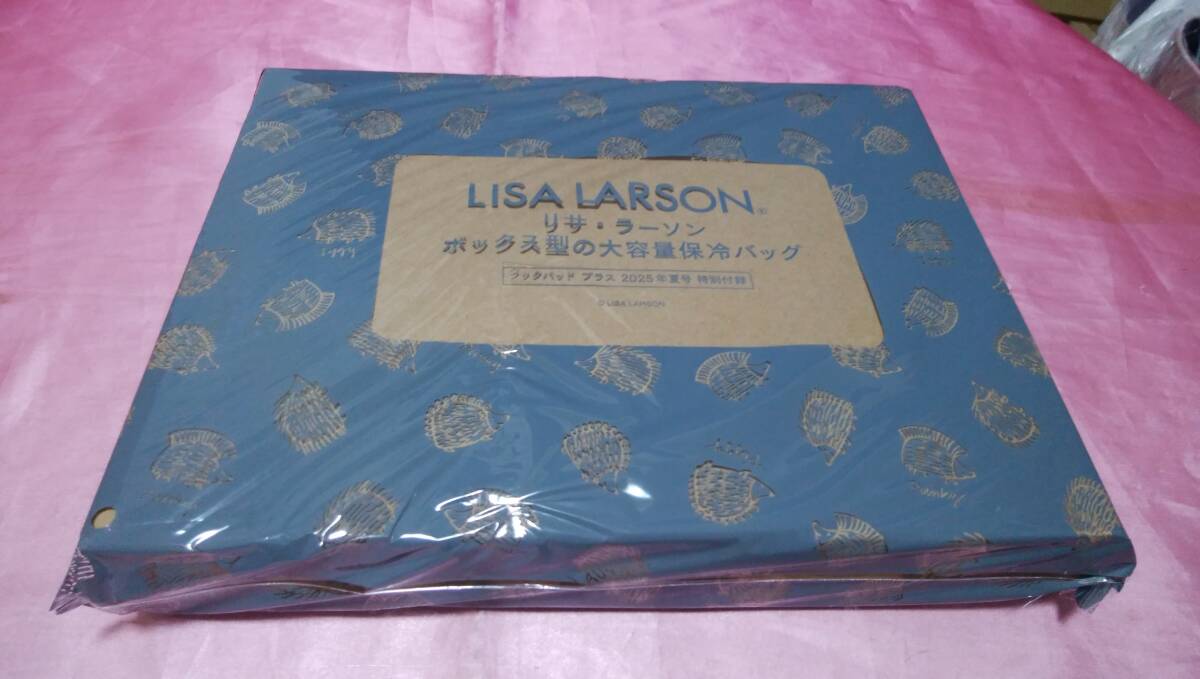 LISA LARSON®
リサ・ラーソン
ボックス型の大容量保冷バッグ
クックパッド プラス 2025年夏号 特別付録
© LISA LARSON